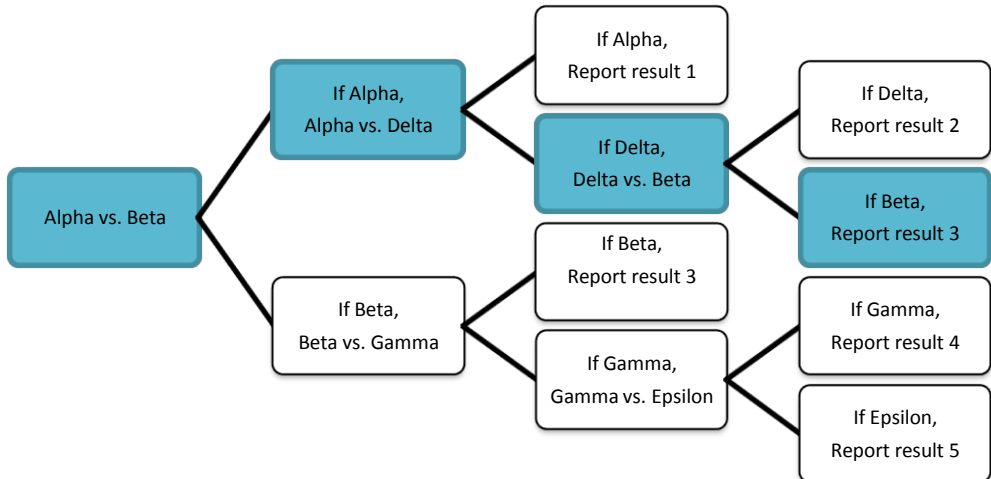 Alpha vs. Beta
If Alpha,
Alpha vs. Delta
If Beta,
Beta vs. Gamma
If Alpha,
Report result 1
If Delta,
Delta vs. Beta
If Beta,
Report result 3
If Gamma,
Gamma vs. Epsilon
If Delta,
Report result 2
If Beta,
Report result 3
If Gamma,
Report result 4
If Epsilon,
Report result 5